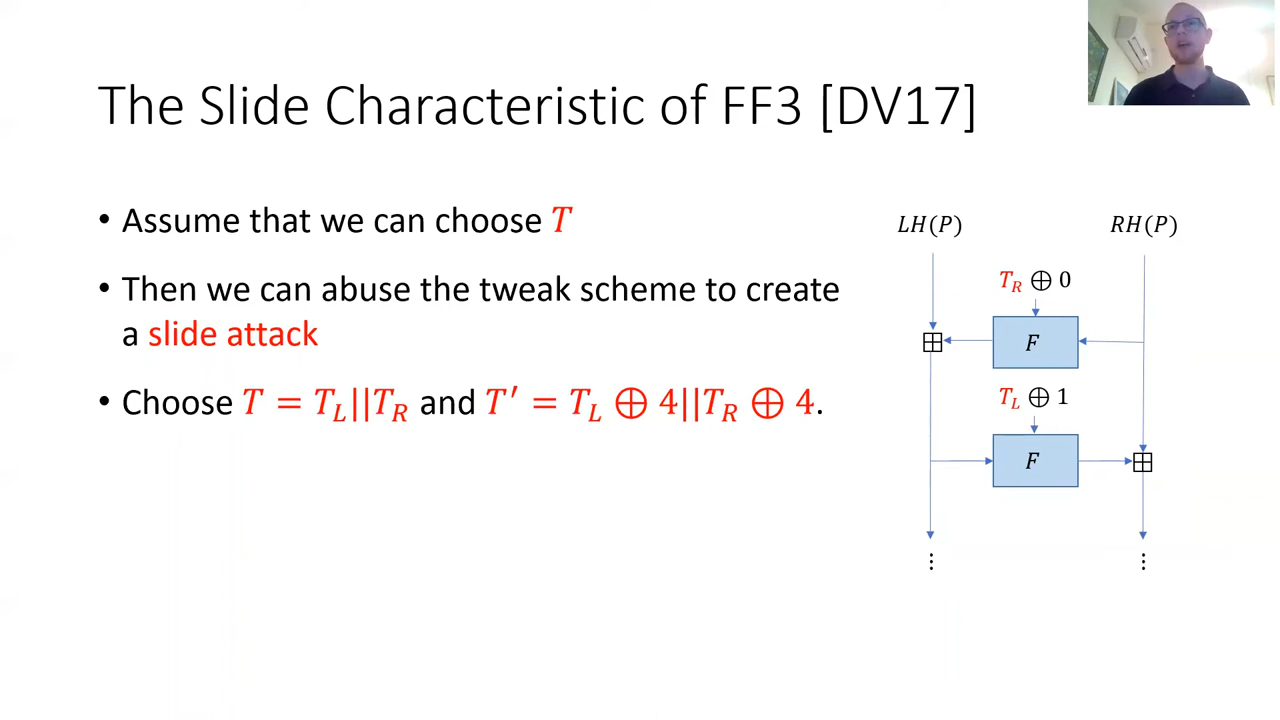 The Slide Characteristic of FF3 [DV17]
• Assume that we can choose T
• Then we can abuse the tweak scheme to create
a slide attack
• Choose T = T_L||T_R and T′ = T_L ⊕ 4||T_R ⊕ 4.
LH(P) RH(P)
T_R ⊕ 0
F
T_L ⊕ 1
F
⋮ ⋮